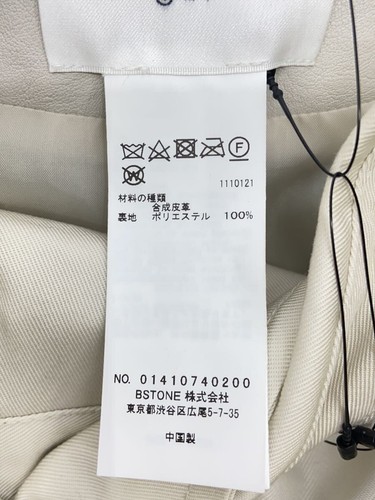 F
W
1110121
材料の種類
合成皮革
裏地 ポリエステル 100%
NO. 01410740200
BSTONE 株式会社
東京都渋谷区広尾5-7-35
中国製